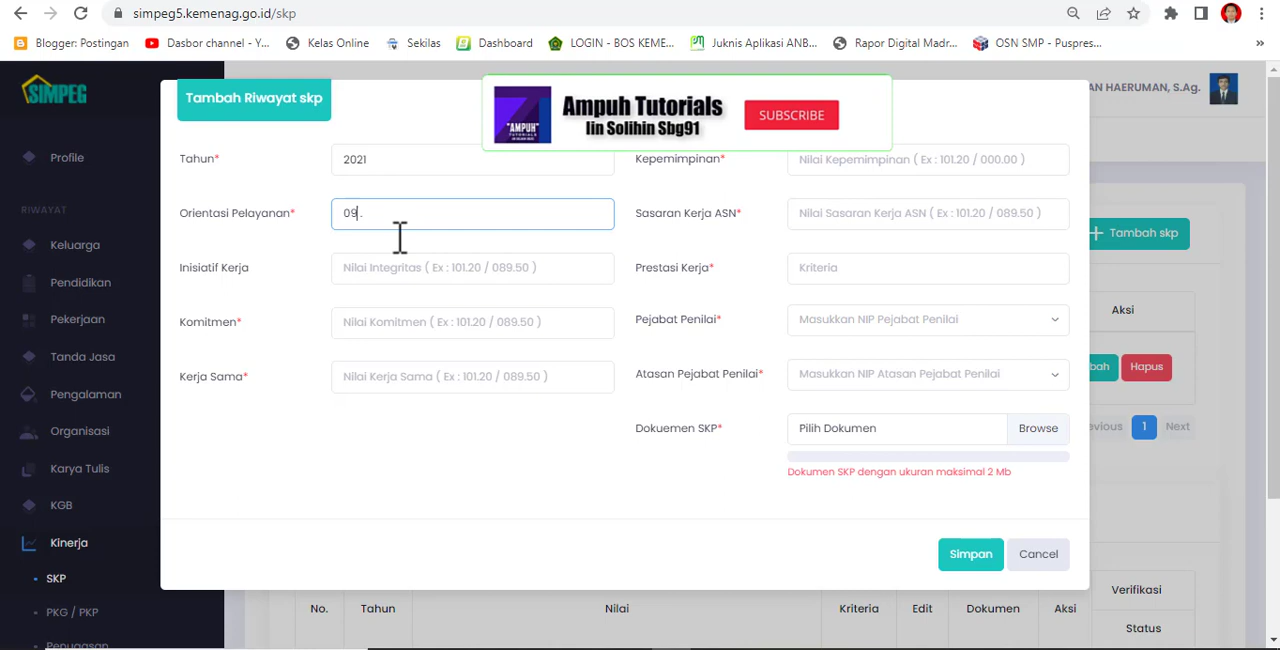 simpeg5.kemenag.go.id/skp
Blogger: Postingan
Dasbor channel - Y...
Kelas Online
Sekilas
Dashboard
LOGIN - BOS KEME...
Juknis Aplikasi ANB...
Rapor Digital Madr...
OSN SMP - Puspres...
»
SIMPEG
Tambah Riwayat skp
"AMPUH"
TUTORIALS
Ampuh Tutorials
Iin Solihin Sbg91
SUBSCRIBE
AN HAERUMAN, S.Ag.
Profile
RIWAYAT
Keluarga
Pendidikan
Pekerjaan
Tanda Jasa
Pengalaman
Organisasi
Karya Tulis
KGB
Kinerja
SKP
PKG / PKP
Penugasan
Tahun*
2021
Orientasi Pelayanan*
09 .
Inisiatif Kerja
Nilai Integritas ( Ex : 101.20 / 089.50 )
Komitmen*
Nilai Komitmen ( Ex : 101.20 / 089.50 )
Kerja Sama*
Nilai Kerja Sama ( Ex : 101.20 / 089.50 )
Kepemimpinan*
Nilai Kepemimpinan ( Ex : 101.20 / 000.00 )
Sasaran Kerja ASN*
Nilai Sasaran Kerja ASN ( Ex : 101.20 / 089.50 )
Prestasi Kerja*
Kriteria
Pejabat Penilai*
Masukkan NIP Pejabat Penilai
Atasan Pejabat Penilai*
Masukkan NIP Atasan Pejabat Penilai
Dokuemen SKP*
Pilih Dokumen
Browse
Dokumen SKP dengan ukuran maksimal 2 Mb
Simpan
Cancel
+ Tambah skp
Aksi
bah
Hapus
evious
1
Next
No.
Tahun
Nilai
Kriteria
Edit
Dokumen
Aksi
Verifikasi
Status